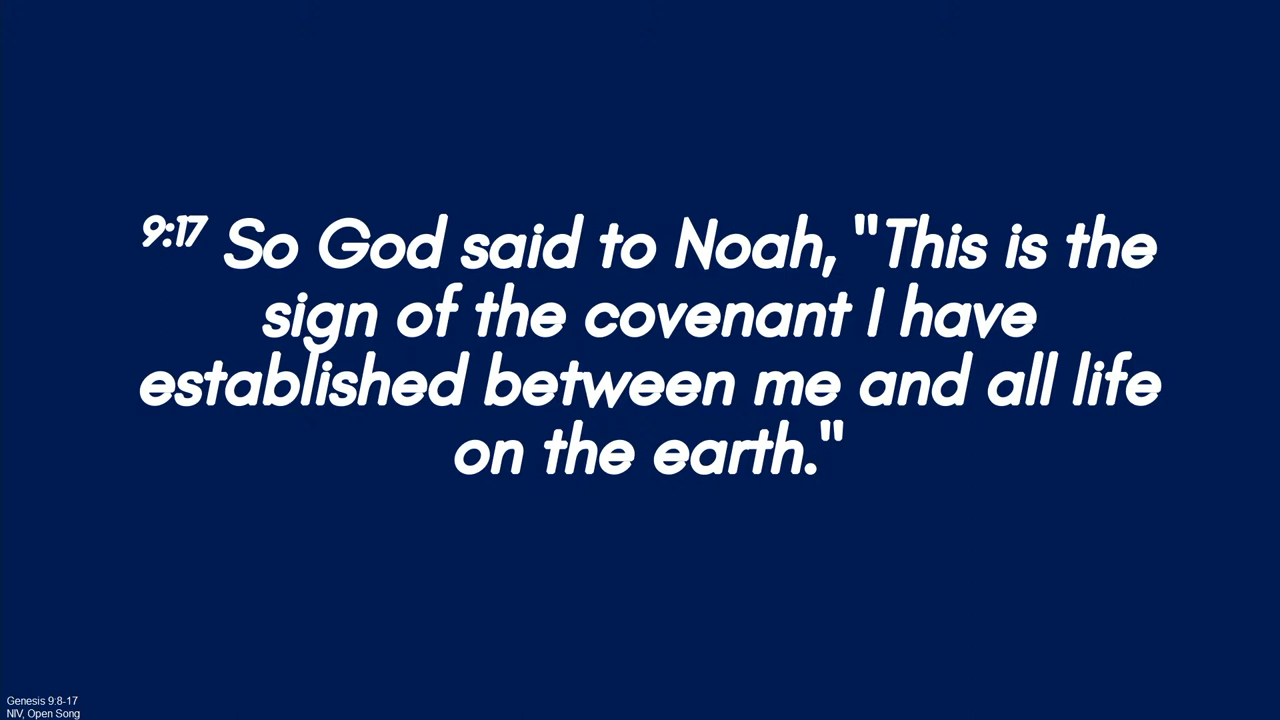 9:17 So God said to Noah, "This is the
sign of the covenant I have
established between me and all life
on the earth."
Genesis 9:8-17
NIV, Open Song